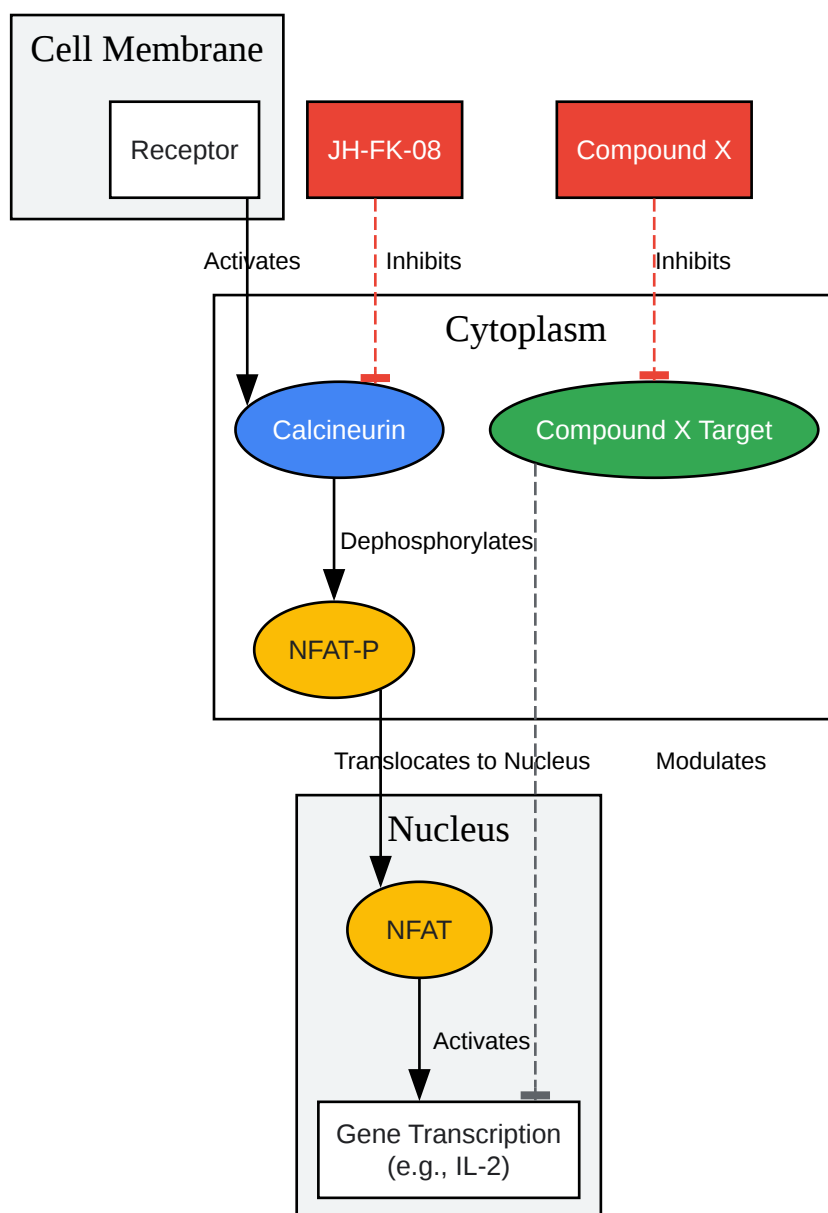 Cell Membrane
Receptor
JH-FK-08
Compound X
Activates
Inhibits
Inhibits
Cytoplasm
Calcineurin
Compound X Target
Dephosphorylates
NFAT-P
Translocates to Nucleus
Modulates
Nucleus
NFAT
Activates
Gene Transcription
(e.g., IL-2)